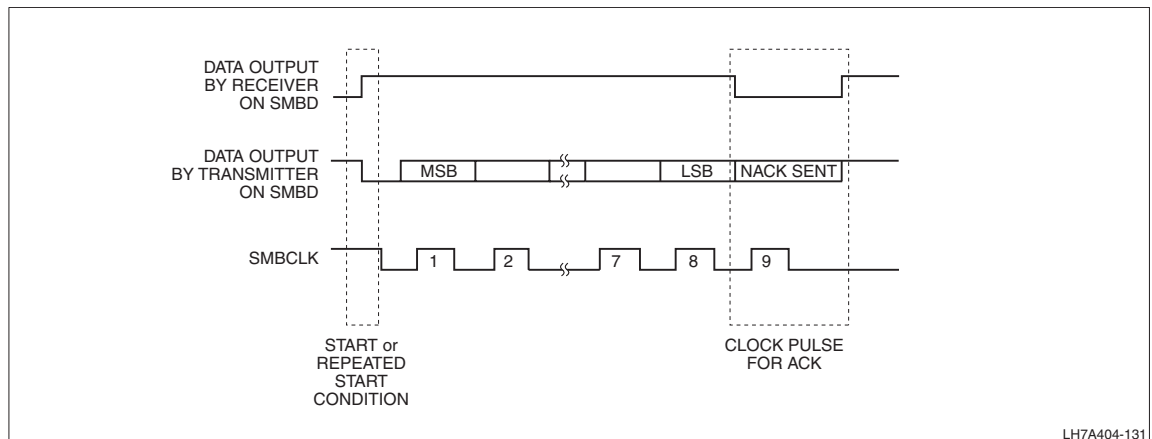 DATA OUTPUT
BY RECEIVER
ON SMBD
DATA OUTPUT
BY TRANSMITTER
ON SMBD
MSB
LSB
NACK SENT
SMBCLK
1
2
7
8
9
START or
REPEATED
START
CONDITION
CLOCK PULSE
FOR ACK
LH7A404-131